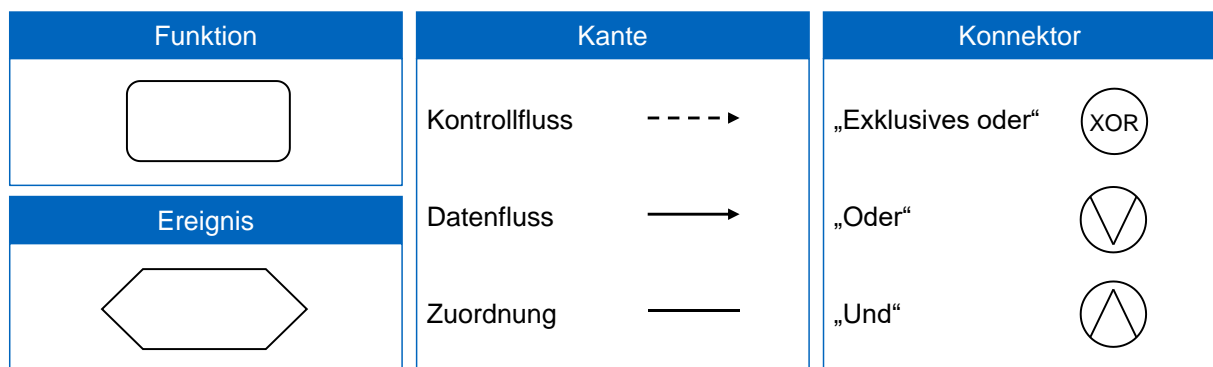 Funktion
Ereignis
Kante
Kontrollfluss
Datenfluss
Zuordnung
Konnektor
„Exklusives oder“ XOR
„Oder“
„Und“